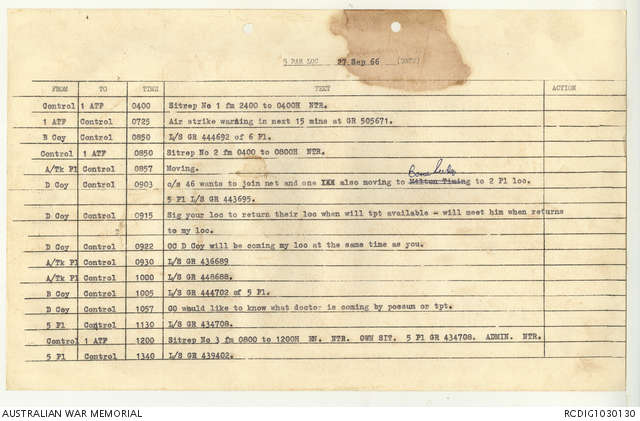 5 RAR LOG 27 Sep 66 (DATE)
FROM TO TIME TEXT ACTION
Control 1 ATF 0400 Sitrep No 1 fm 2400 to 0400H NTR.
1 ATF Control 0725 Air strike warning in next 15 mins at GR 505671.
B Coy Control 0850 L/S GR 444692 of 6 Pl.
Control 1 ATF 0850 Sitrep No 2 fm 0400 to 0800H NTR.
A/Tk Pl Control 0857 Moving.
D Coy Control 0903 c/s 46 wants to join net and one XXX also moving to Milton Timing to 2 Pl loc.
5 Pl L/S GR 443695.
D Coy Control 0915 Sig your loc to return their loc when will tpt available - will meet him when returns
to my loc.
D Coy Control 0922 OC D Coy will be coming my loc at the same time as you.
A/Tk Pl Control 0930 L/S GR 436689
A/Tk Pl Control 1000 L/S GR 448688.
B Coy Control 1005 L/S GR 444702 of 5 Pl.
D Coy Control 1057 CO would like to know what doctor is coming by possum or tpt.
5 Pl Control 1130 L/S GR 434708.
Control 1 ATF 1200 Sitrep No 3 fm 0800 to 1200H EN. NTR. OWN SIT. 5 Pl GR 434708. ADMIN. NTR.
5 Pl Control 1340 L/S GR 439402.
AUSTRALIAN WAR MEMORIAL
RCDIG1030130